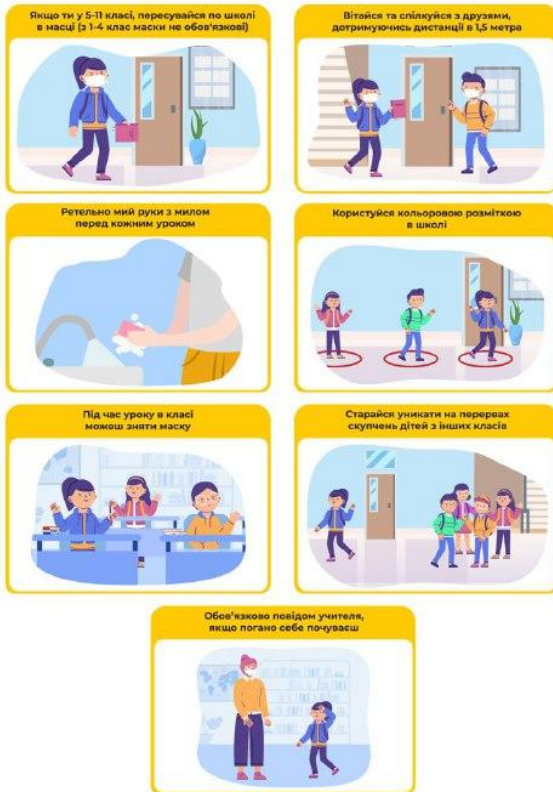 Якщо ти у 5-11 класі, пересувайся по школі
в масці (з 1-4 клас маски не обов'язкові)
Вітайся та спілкуйся з друзями,
дотримуючись дистанції в 1,5 метра
Ретельно мий руки з милом
перед кожним уроком
Користуйся кольоровою розміткою
в школі
Під час уроку в класі
можеш зняти маску
Старайся уникати на перервах
скупчень дітей з інших класів
Обов'язково повідом учителя,
якщо погано себе почуваєш